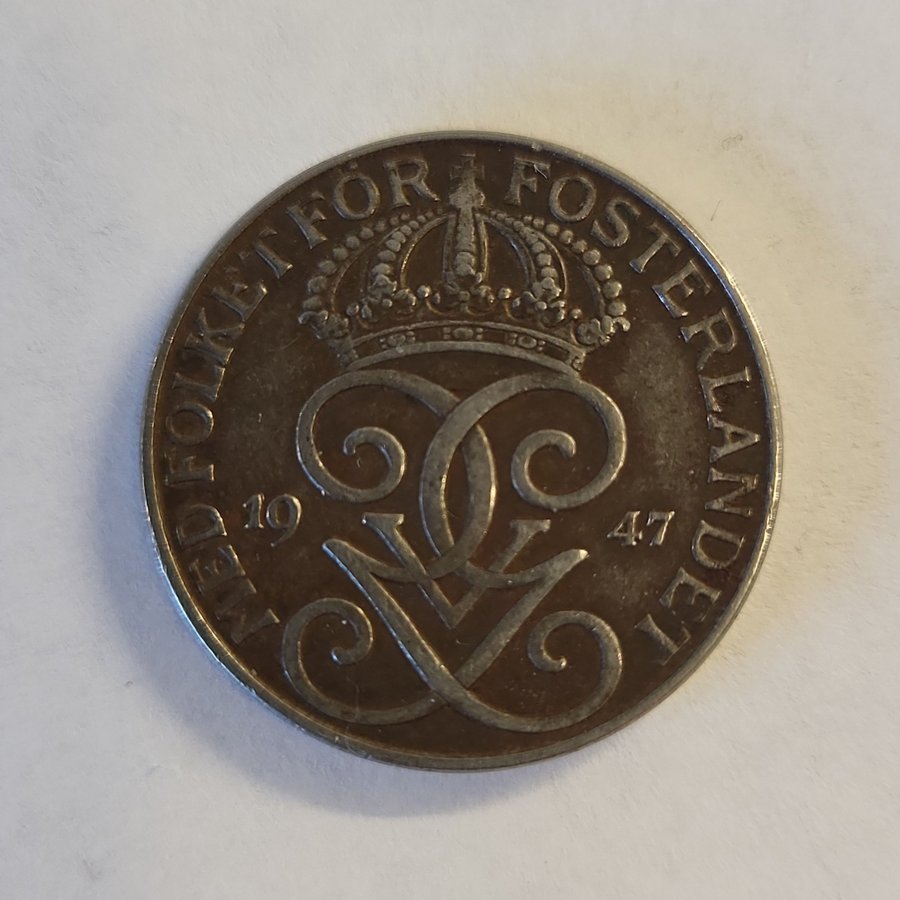 MED FOLKET FÖR FOSTERLANDET
19 47